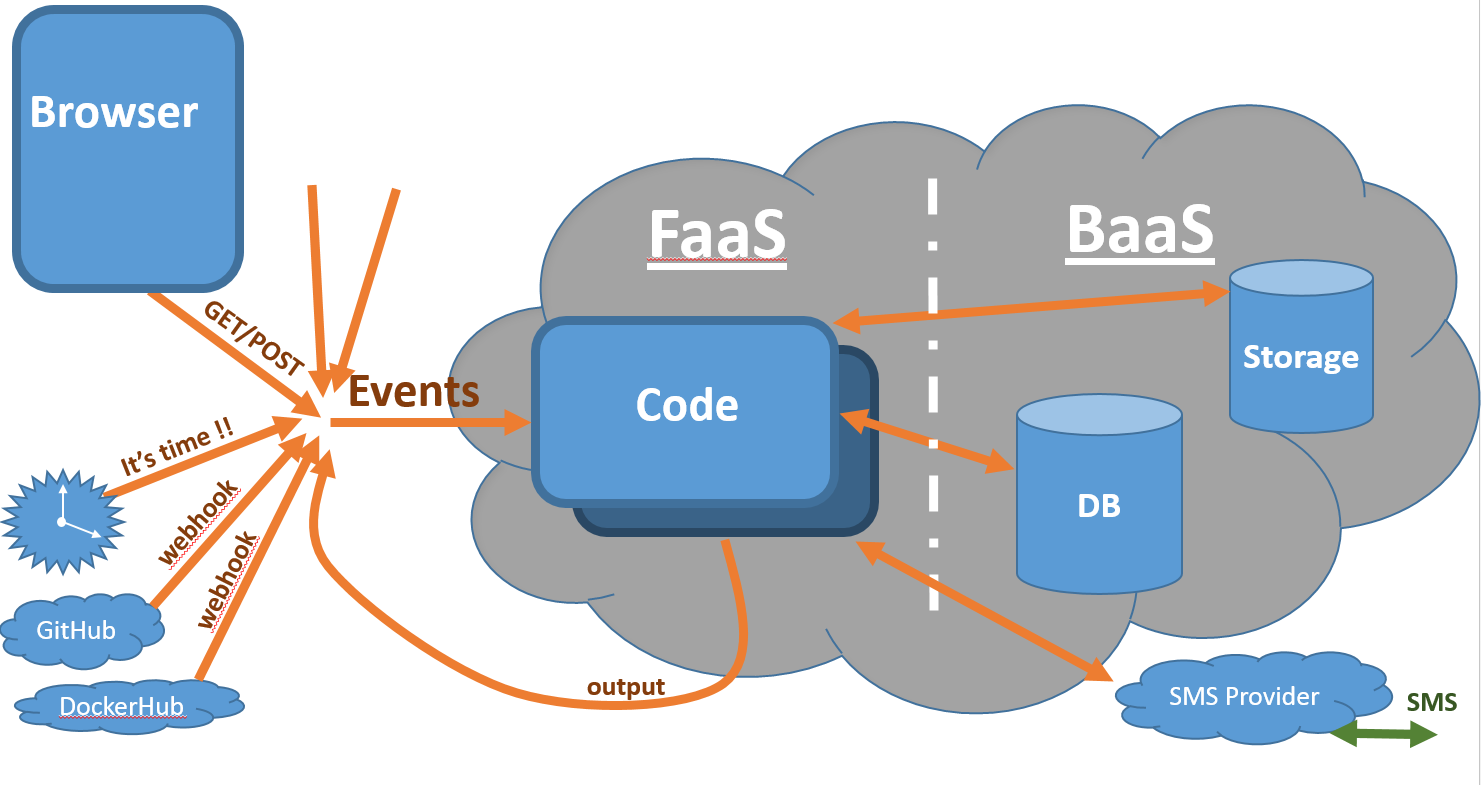 Browser
FaaS
BaaS
GET/POST
Events
Code
Storage
It's time !!
webhook
webhook
DB
GitHub
DockerHub
output
SMS Provider
SMS